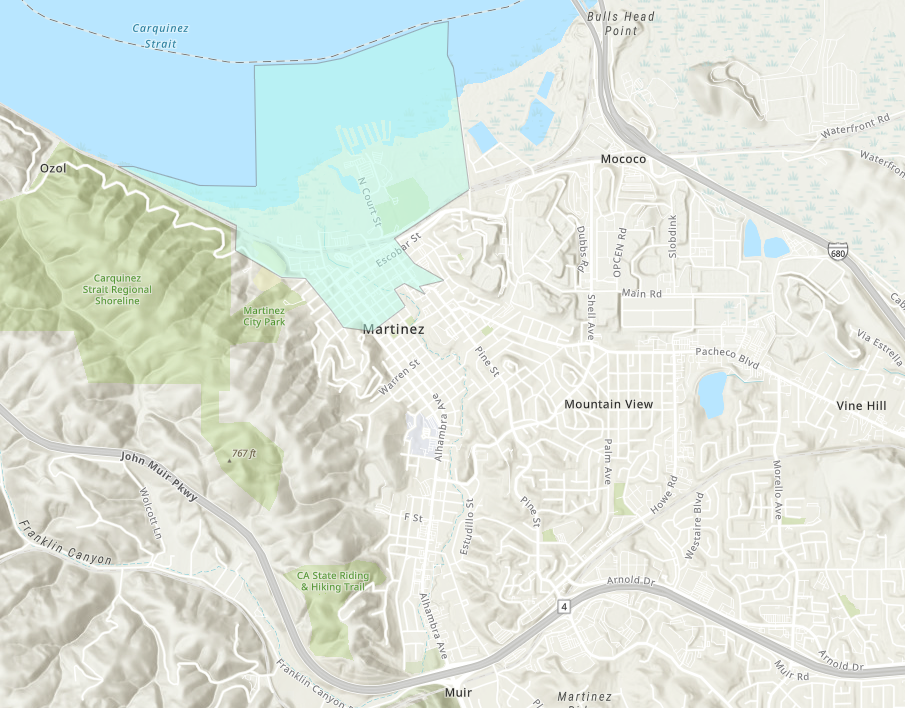 Bulls Head
Point
Carquinez
Strait
Waterfront Rd
Waterfron
Mococo
Ozol
N Court St
Escobar St
Dubbs Rd
OPCEN Rd
Slobdink
680
Carquinez
Strait Regional
Shoreline
Main Rd
Cab
Martinez
City Park
Shell Ave
Martinez
Via Estrella
Pacheco Blvd
Pine St
Warren St
Mountain View
Vine Hill
Alhambra Ave
767 ft
Palm Ave
John Muir Pkwy
Howe Rd
Morello Ave
Wolcott Ln
Pine St
Westaire Blvd
F St
Estudillo St
Franklin Canyon
CA State Riding
& Hiking Trail
Arnold Dr
4
Alhambra Ave
Arnold Dr
Muir Rd
Franklin Canyon
Muir
Martinez